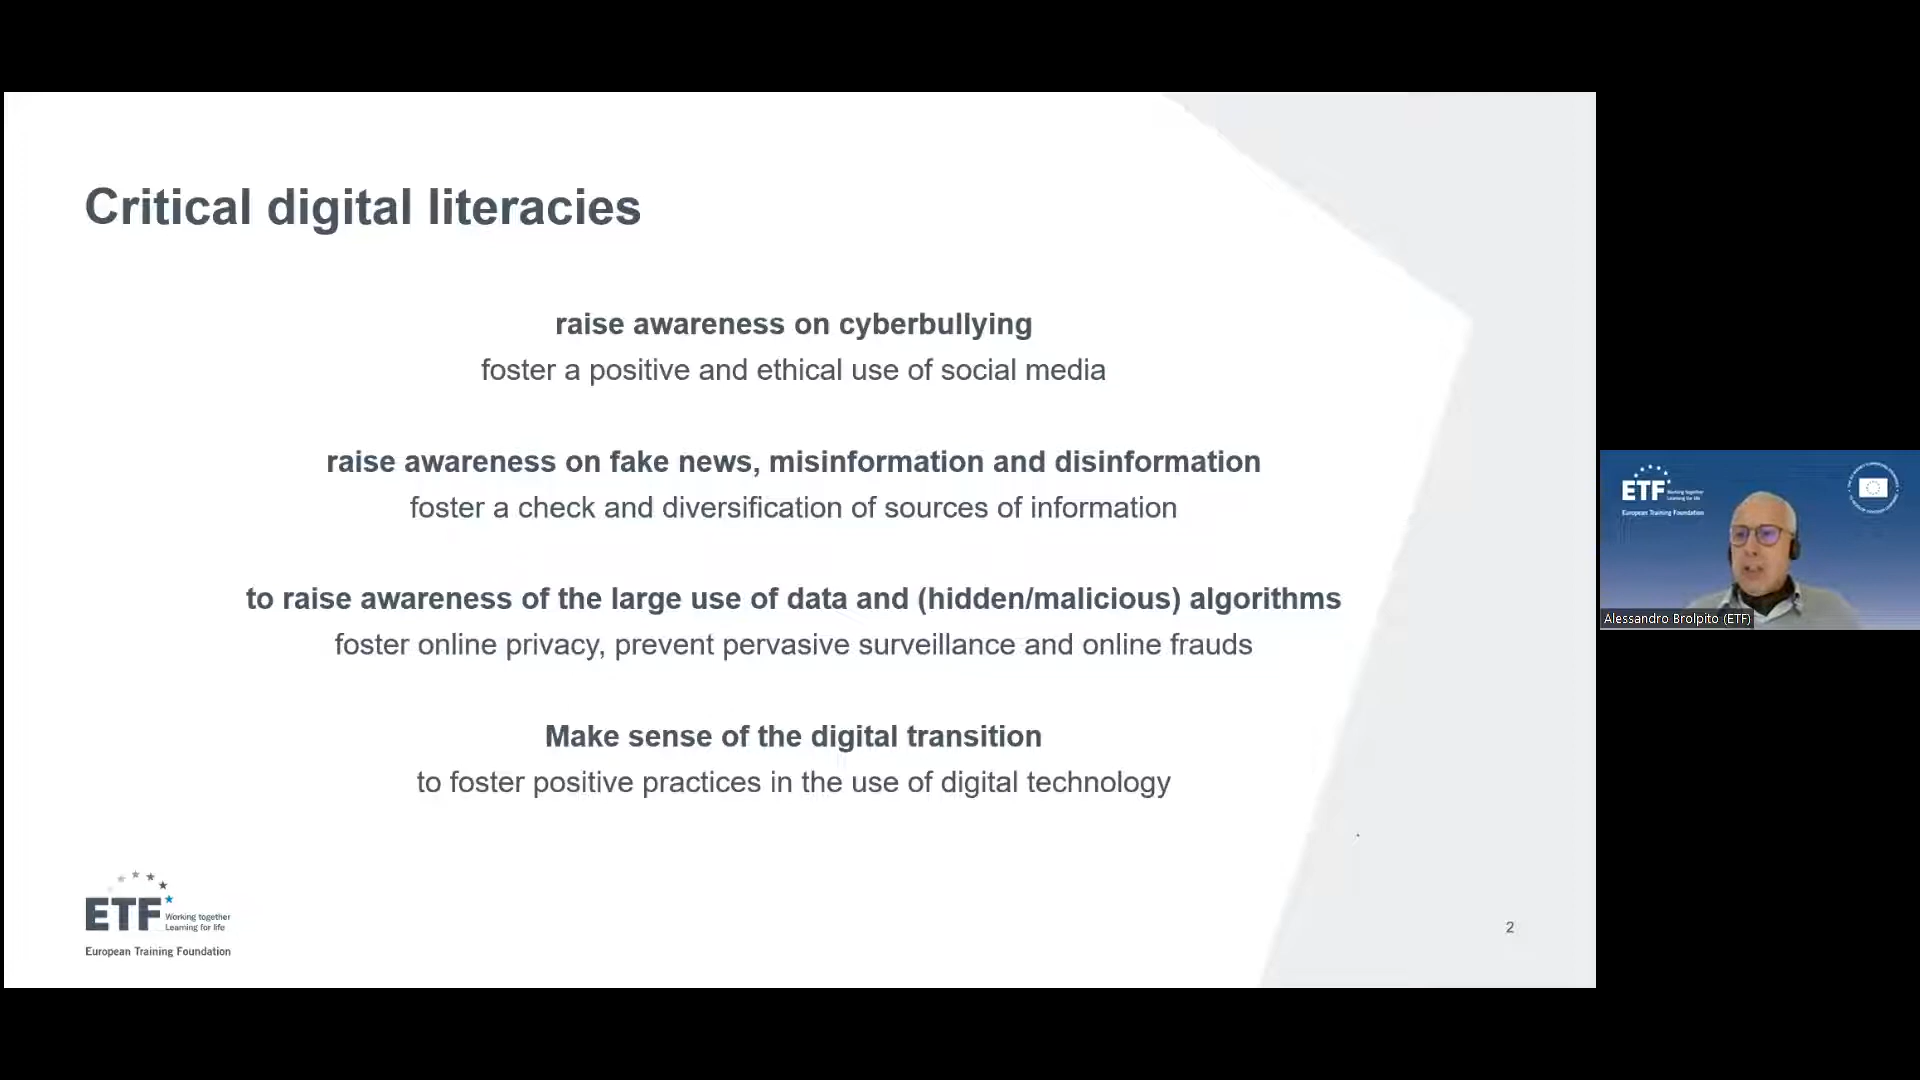 Critical digital literacies
raise awareness on cyberbullying
foster a positive and ethical use of social media
raise awareness on fake news, misinformation and disinformation
foster a check and diversification of sources of information
to raise awareness of the large use of data and (hidden/malicious) algorithms
foster online privacy, prevent pervasive surveillance and online frauds
Make sense of the digital transition
to foster positive practices in the use of digital technology
ETF
Working together
Learning for life
European Training Foundation
2
ETF
Working together
Learning for life
European Training Foundation
Alessandro Brolpito (ETF)